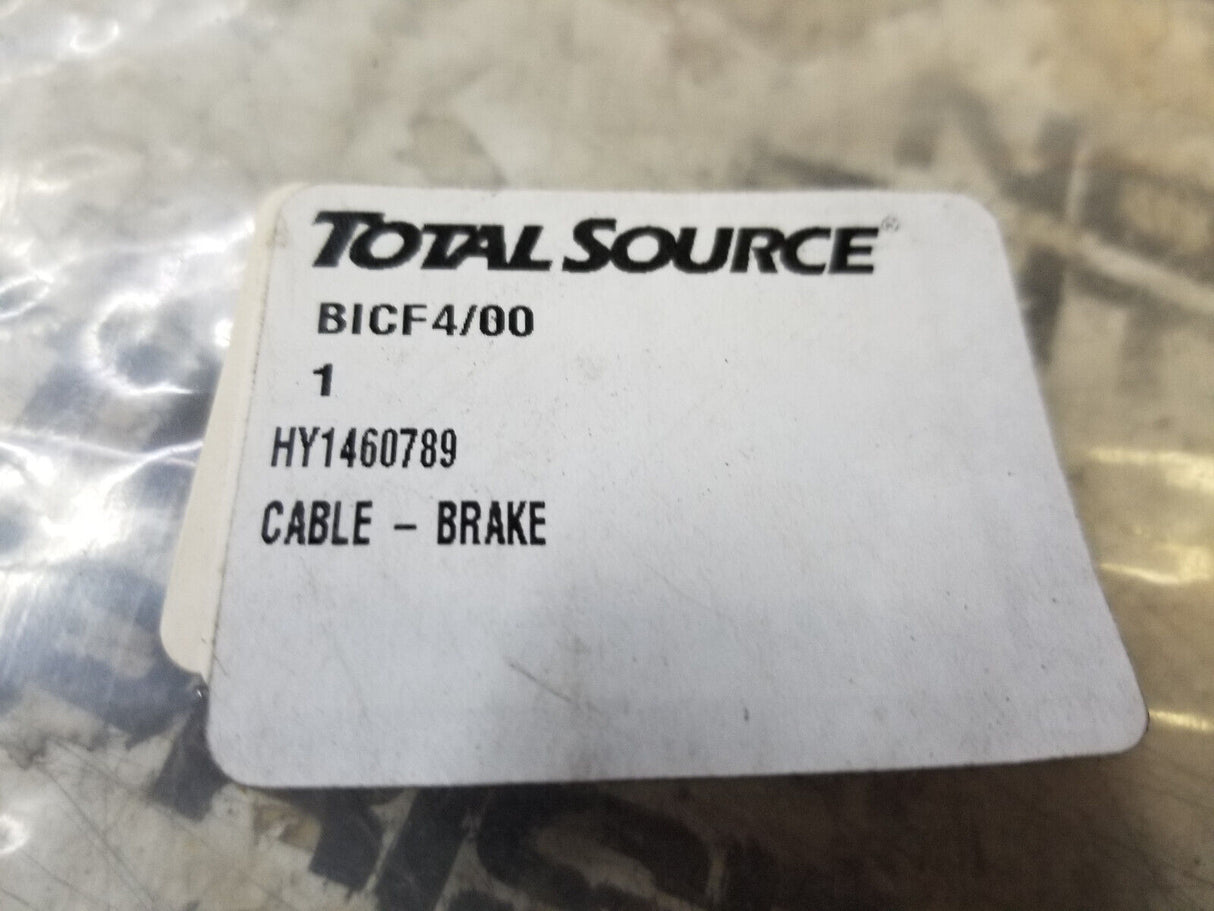 TOTAL SOURCE®
BICF4/00
1
HY1460789
CABLE - BRAKE